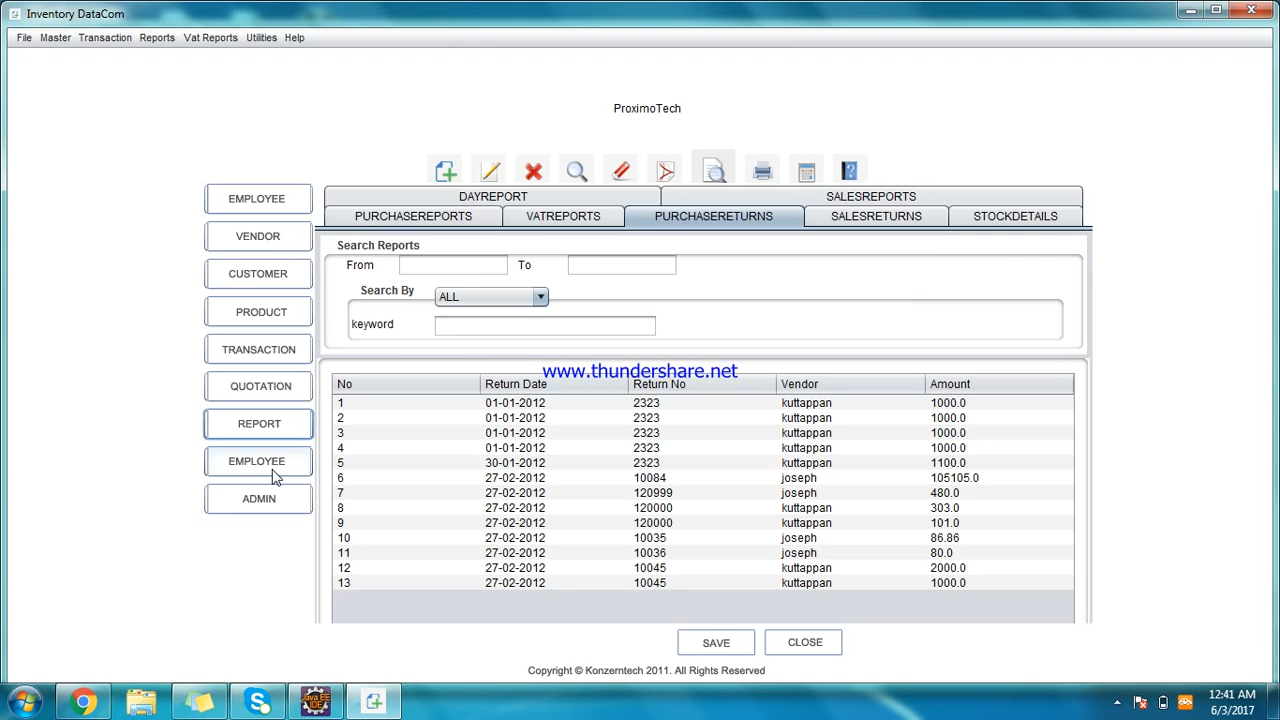 Inventory DataCom
File Master Transaction Reports Vat Reports Utilities Help
ProximoTech
EMPLOYEE
VENDOR
CUSTOMER
PRODUCT
TRANSACTION
QUOTATION
REPORT
EMPLOYEE
ADMIN
DAYREPORT SALESREPORTS
PURCHASEREPORTS VATREPORTS PURCHASERETURNS SALESRETURNS STOCKDETAILS
Search Reports
From To
Search By ALL
keyword
www.thundershare.net
No Return Date Return No Vendor Amount
1 01-01-2012 2323 kuttappan 1000.0
2 01-01-2012 2323 kuttappan 1000.0
3 01-01-2012 2323 kuttappan 1000.0
4 01-01-2012 2323 kuttappan 1000.0
5 30-01-2012 2323 kuttappan 1100.0
6 27-02-2012 10084 joseph 105105.0
7 27-02-2012 120999 joseph 480.0
8 27-02-2012 120000 kuttappan 303.0
9 27-02-2012 120000 kuttappan 101.0
10 27-02-2012 10035 joseph 86.86
11 27-02-2012 10036 joseph 80.0
12 27-02-2012 10045 kuttappan 2000.0
13 27-02-2012 10045 kuttappan 1000.0
SAVE CLOSE
Copyright © Konzerntech 2011. All Rights Reserved
Java EE
IDE
12:41 AM
6/3/2017